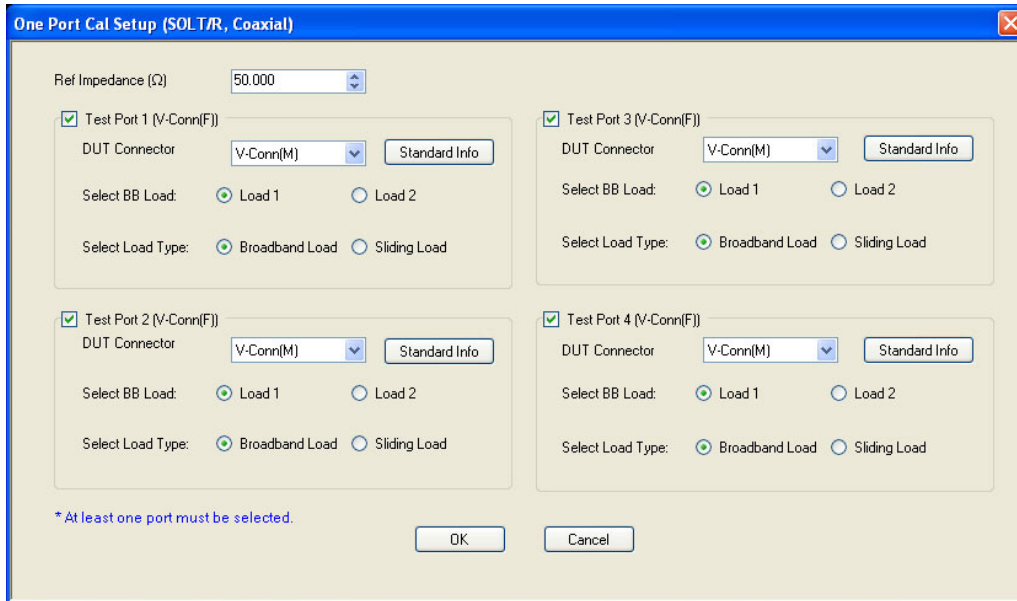 One Port Cal Setup (SOLT/R, Coaxial)
Ref Impedance (Ω) 50.000
Test Port 1 (V-Conn(F))
DUT Connector V-Conn(M) Standard Info
Select BB Load: Load 1 Load 2
Select Load Type: Broadband Load Sliding Load
Test Port 3 (V-Conn(F))
DUT Connector V-Conn(M) Standard Info
Select BB Load: Load 1 Load 2
Select Load Type: Broadband Load Sliding Load
Test Port 2 (V-Conn(F))
DUT Connector V-Conn(M) Standard Info
Select BB Load: Load 1 Load 2
Select Load Type: Broadband Load Sliding Load
Test Port 4 (V-Conn(F))
DUT Connector V-Conn(M) Standard Info
Select BB Load: Load 1 Load 2
Select Load Type: Broadband Load Sliding Load
* At least one port must be selected.
OK Cancel